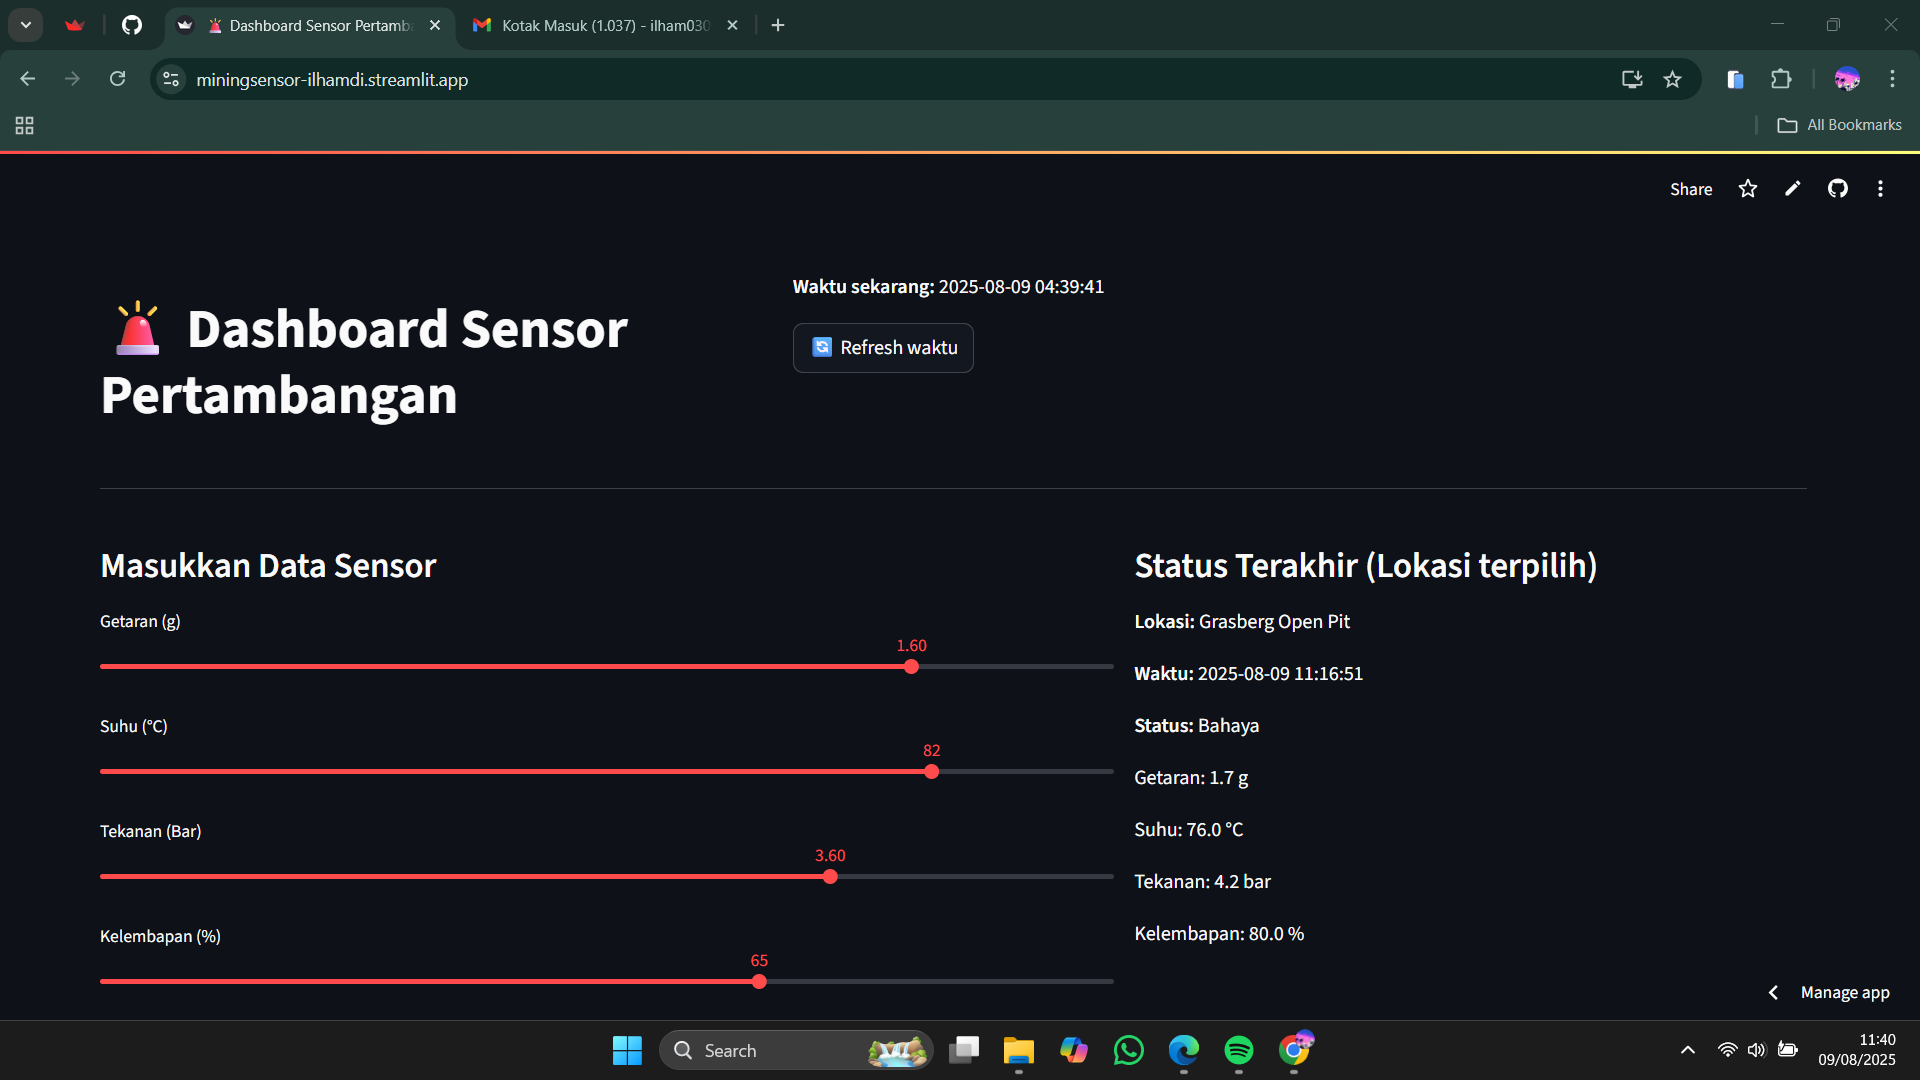 Dashboard Sensor Pertamb
Kotak Masuk (1.037) - ilham030
miningsensor-ilhamdi.streamlit.app
All Bookmarks
Share
Waktu sekarang: 2025-08-09 04:39:41
Refresh waktu
Dashboard Sensor
Pertambangan
Masukkan Data Sensor
Getaran (g)
1.60
Suhu (°C)
82
Tekanan (Bar)
3.60
Kelembapan (%)
65
Status Terakhir (Lokasi terpilih)
Lokasi: Grasberg Open Pit
Waktu: 2025-08-09 11:16:51
Status: Bahaya
Getaran: 1.7 g
Suhu: 76.0 °C
Tekanan: 4.2 bar
Kelembapan: 80.0 %
Manage app
Search
11:40
09/08/2025